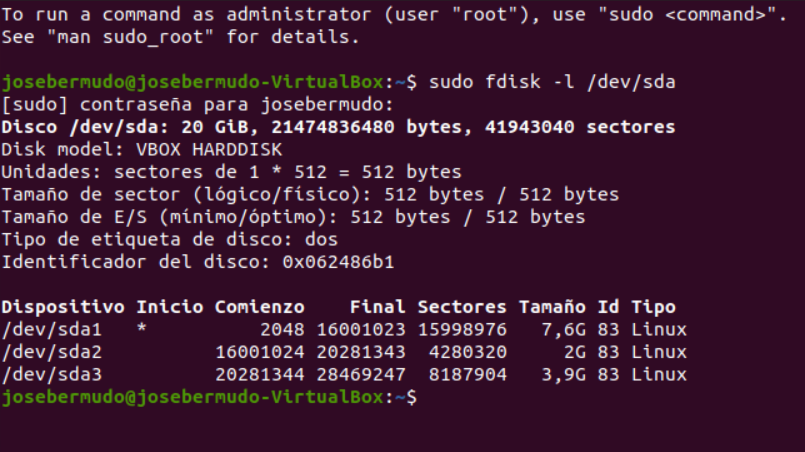 To run a command as administrator (user "root"), use "sudo <command>".
See "man sudo_root" for details.
josebermudo@josebermudo-VirtualBox:~$ sudo fdisk -l /dev/sda
[sudo] contraseña para josebermudo:
Disco /dev/sda: 20 GiB, 21474836480 bytes, 41943040 sectores
Disk model: VBOX HARDDISK
Unidades: sectores de 1 * 512 = 512 bytes
Tamaño de sector (lógico/físico): 512 bytes / 512 bytes
Tamaño de E/S (mínimo/óptimo): 512 bytes / 512 bytes
Tipo de etiqueta de disco: dos
Identificador del disco: 0x062486b1
Dispositivo Inicio Comienzo    Final Sectores Tamaño Id Tipo
/dev/sda1   *          2048 16001023 15998976   7,6G 83 Linux
/dev/sda2          16001024 20281343  4280320     2G 83 Linux
/dev/sda3          20281344 28469247  8187904   3,9G 83 Linux
josebermudo@josebermudo-VirtualBox:~$